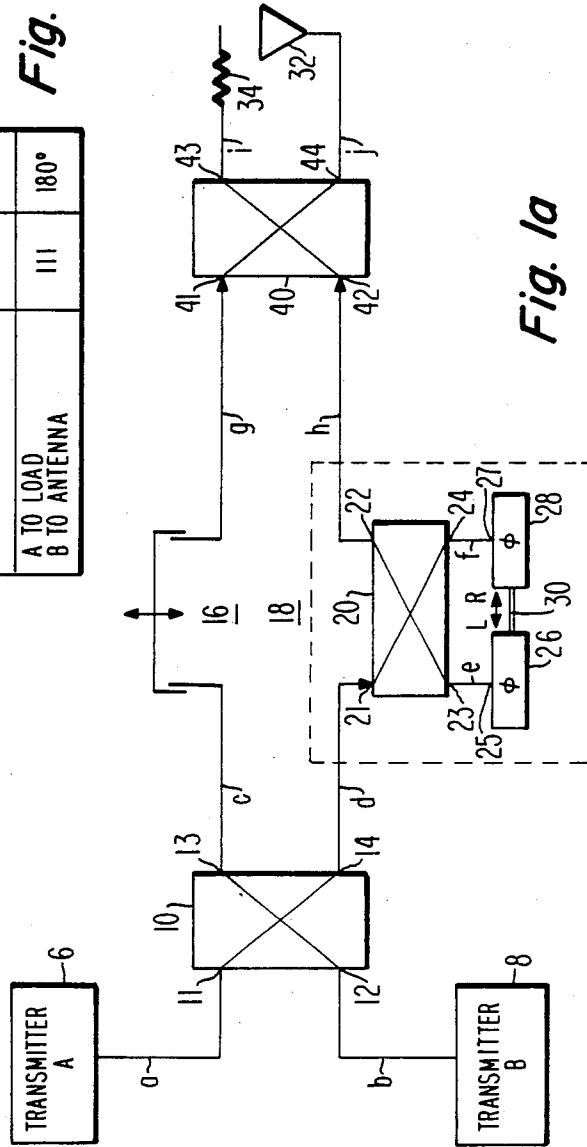 Fig.
A TO LOAD
B TO ANTENNA
111
180°
TRANSMITTER
A
6
a
11
10
13
c
16
g
41
43
i
34
32
TRANSMITTER
B
8
b
12
14
d
18
h
42
40
44
j
21
20
22
23
24
e
f
25
27
L R
ϕ
ϕ
26
30
28
Fig. 1a